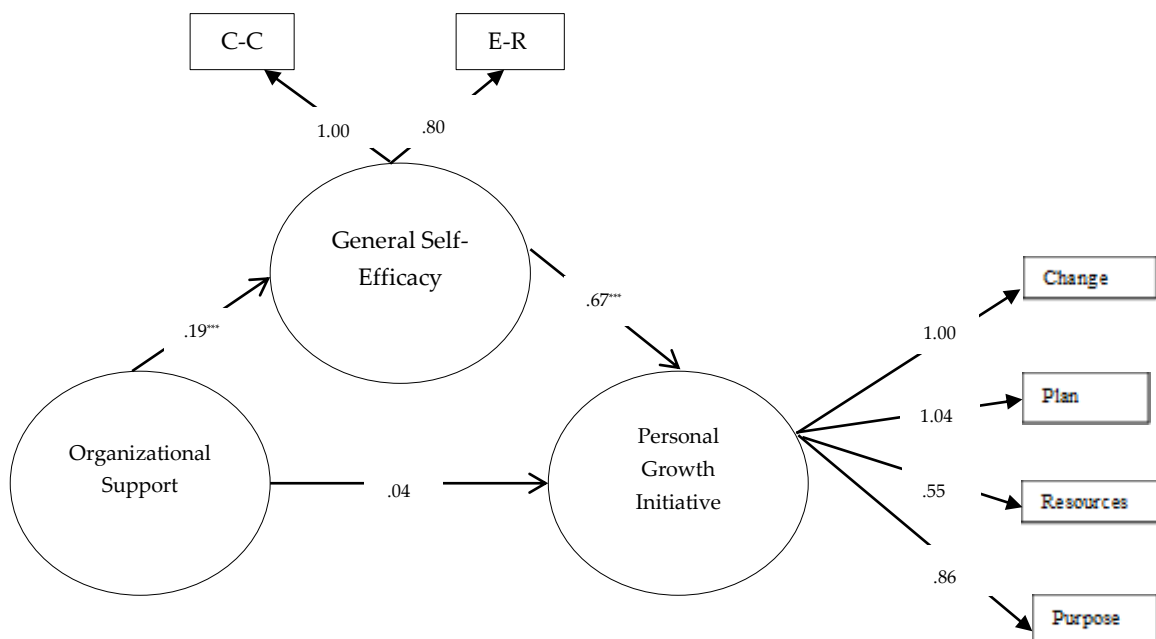 C-C
E-R
1.00
.80
General Self-
Efficacy
Change
.67***
.19***
1.00
Plan
1.04
Personal
Growth
Initiative
Organizational
Support
.04
.55
Resources
.86
Purpose